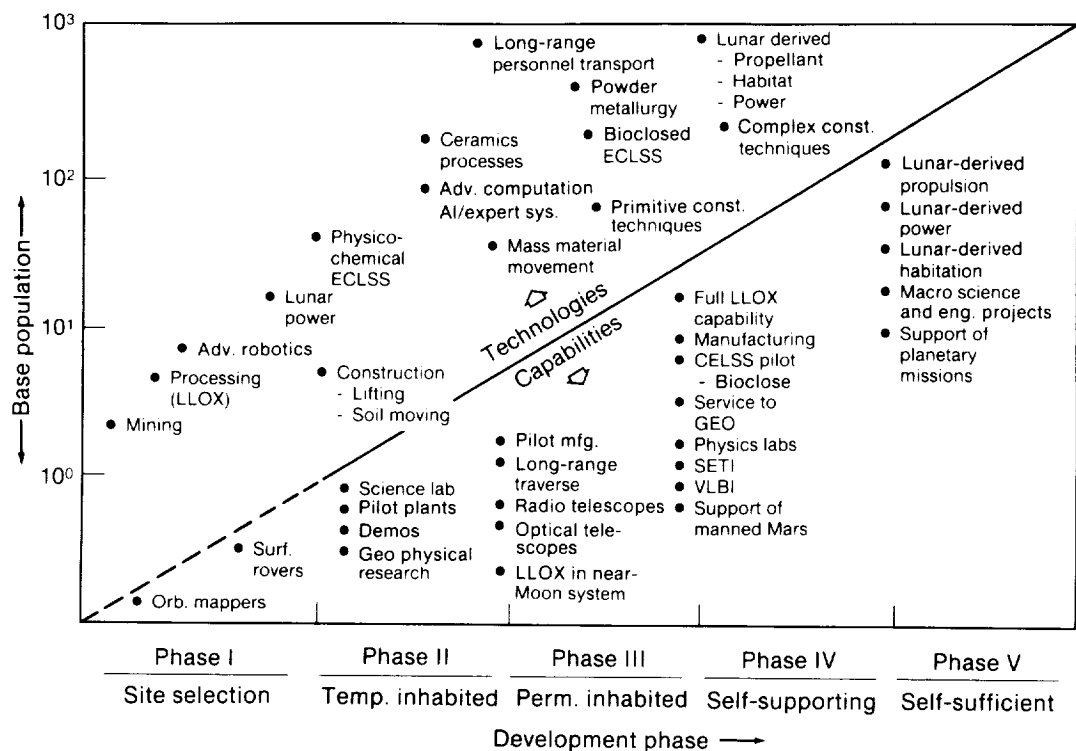 10³
10²
10¹
10⁰
Base population
Long-range
personnel transport
Powder
metallurgy
Bioclosed
ECLSS
Lunar derived
- Propellant
- Habitat
- Power
Complex const.
techniques
Ceramics
processes
Adv. computation
AI/expert sys.
Primitive const.
techniques
Physico-
chemical
ECLSS
Mass material
movement
Lunar
power
Adv. robotics
Processing
(LLOX)
Mining
Construction
- Lifting
- Soil moving
Technologies
Capabilities
Lunar-derived
propulsion
Lunar-derived
power
Lunar-derived
habitation
Macro science
and eng. projects
Support of
planetary
missions
Full LLOX
capability
Manufacturing
CELSS pilot
- Bioclose
Service to
GEO
Physics labs
SETI
VLBI
Support of
manned Mars
Pilot mfg.
Long-range
traverse
Radio telescopes
Optical tele-
scopes
LLOX in near-
Moon system
Science lab
Pilot plants
Demos
Geo physical
research
Surf.
rovers
Orb. mappers
Phase I
Site selection
Phase II
Temp. inhabited
Phase III
Perm. inhabited
Phase IV
Self-supporting
Phase V
Self-sufficient
Development phase